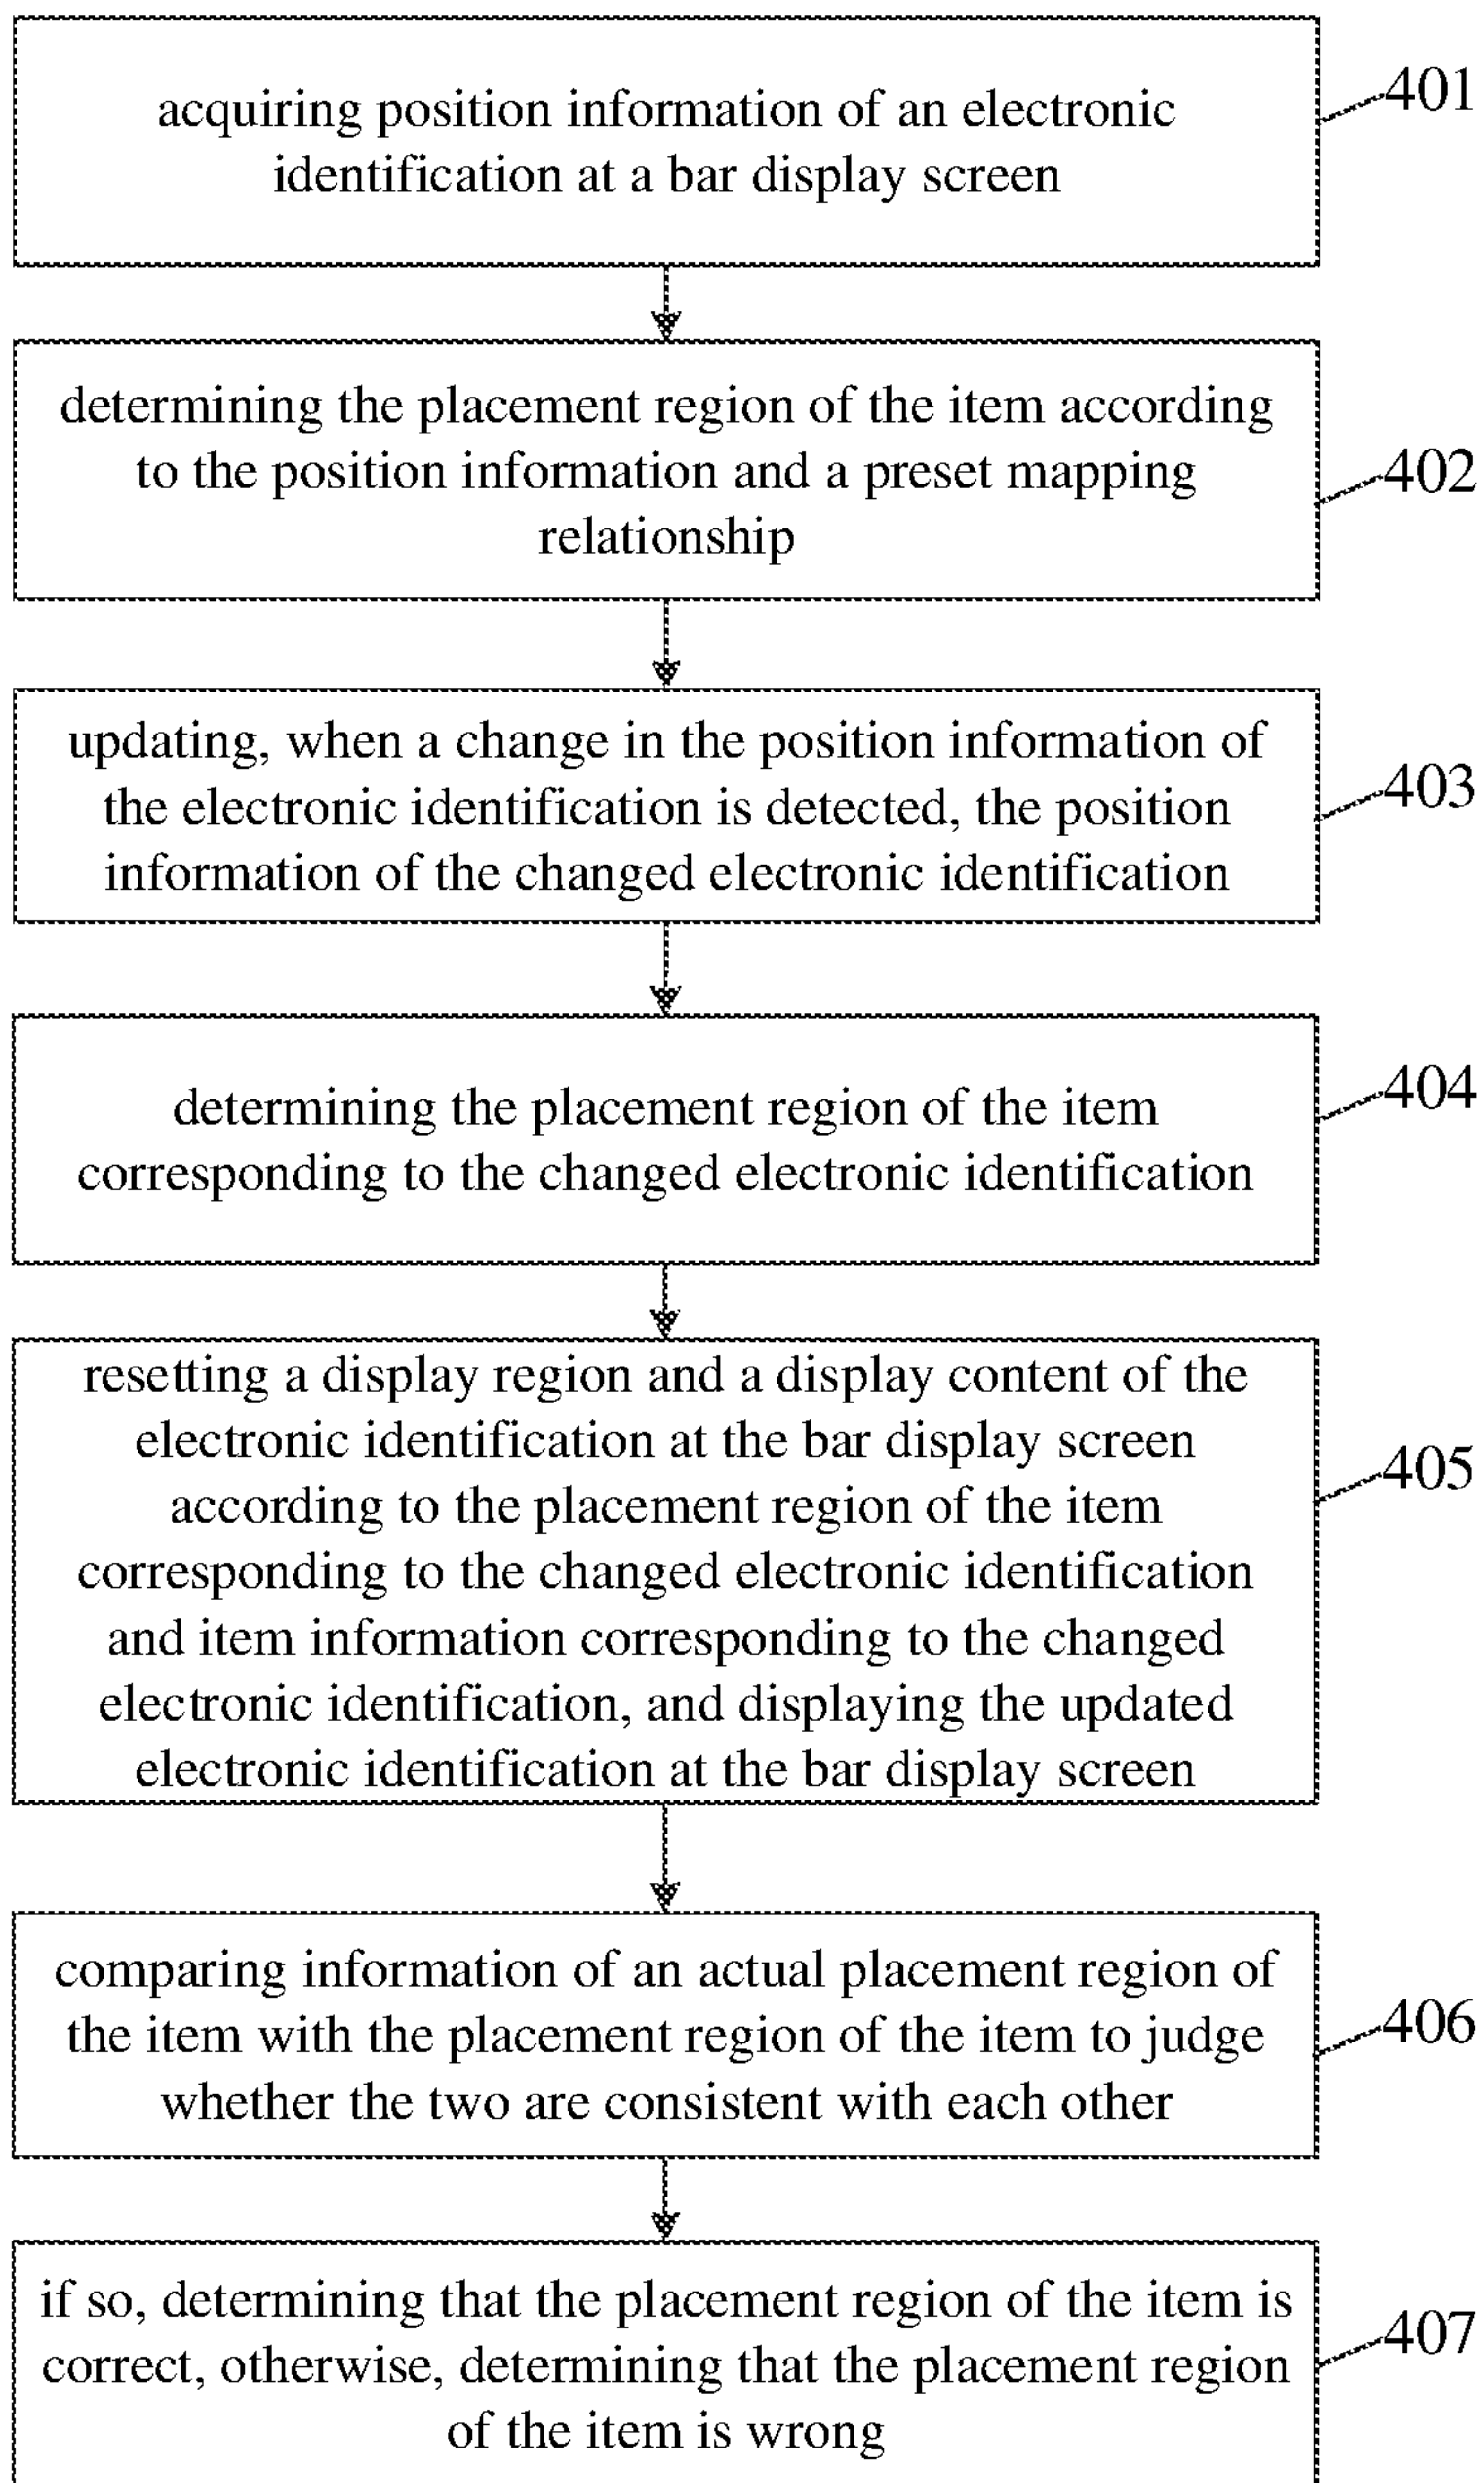 acquiring position information of an electronic
identification at a bar display screen
401
determining the placement region of the item according
to the position information and a preset mapping
relationship
402
updating, when a change in the position information of
the electronic identification is detected, the position
information of the changed electronic identification
403
determining the placement region of the item
corresponding to the changed electronic identification
404
resetting a display region and a display content of the
electronic identification at the bar display screen
according to the placement region of the item
corresponding to the changed electronic identification
and item information corresponding to the changed
electronic identification, and displaying the updated
electronic identification at the bar display screen
405
comparing information of an actual placement region of
the item with the placement region of the item to judge
whether the two are consistent with each other
406
if so, determining that the placement region of the item is
correct, otherwise, determining that the placement region
of the item is wrong
407